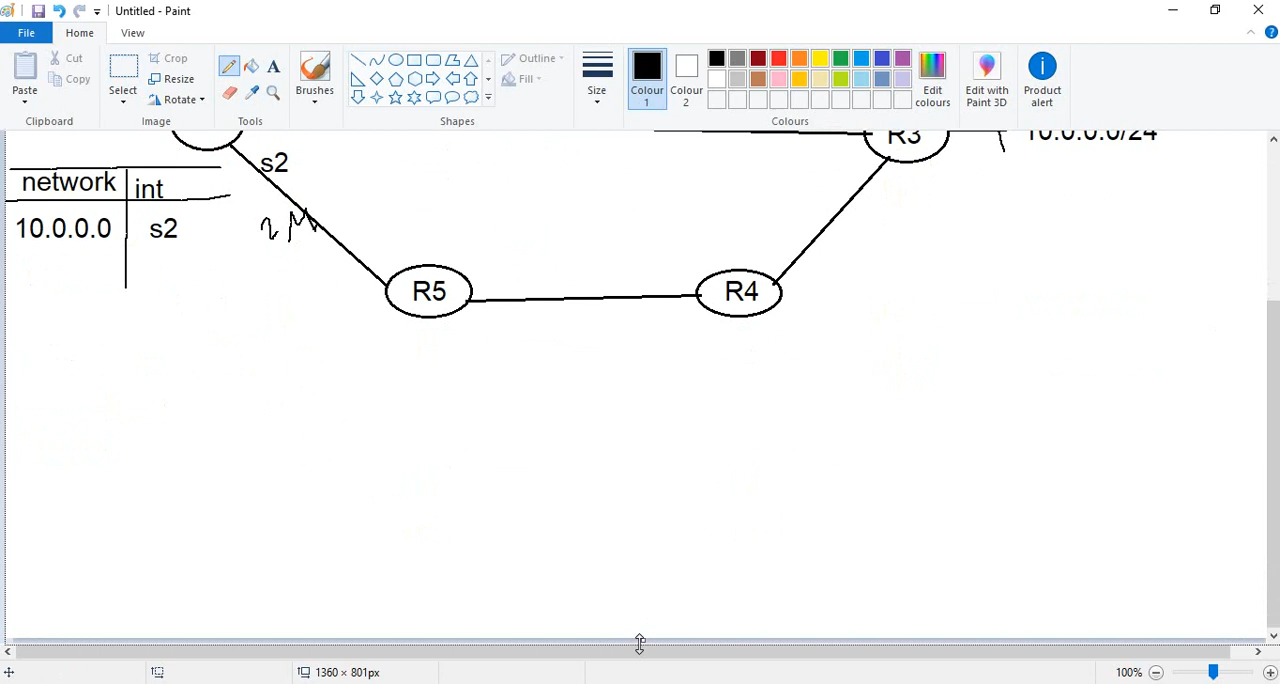 Untitled - Paint
File Home View
Paste
Cut
Copy
Clipboard
Select
Crop
Resize
Rotate
Image
A
Tools
Brushes
Outline
Fill
Shapes
Size
Colour 1
Colour 2
Edit colours
Colours
Edit with Paint 3D
Product alert
R3
10.0.0.0/24
s2
network int
10.0.0.0 s2
2 M
R5
R4
1360 × 801px
100%